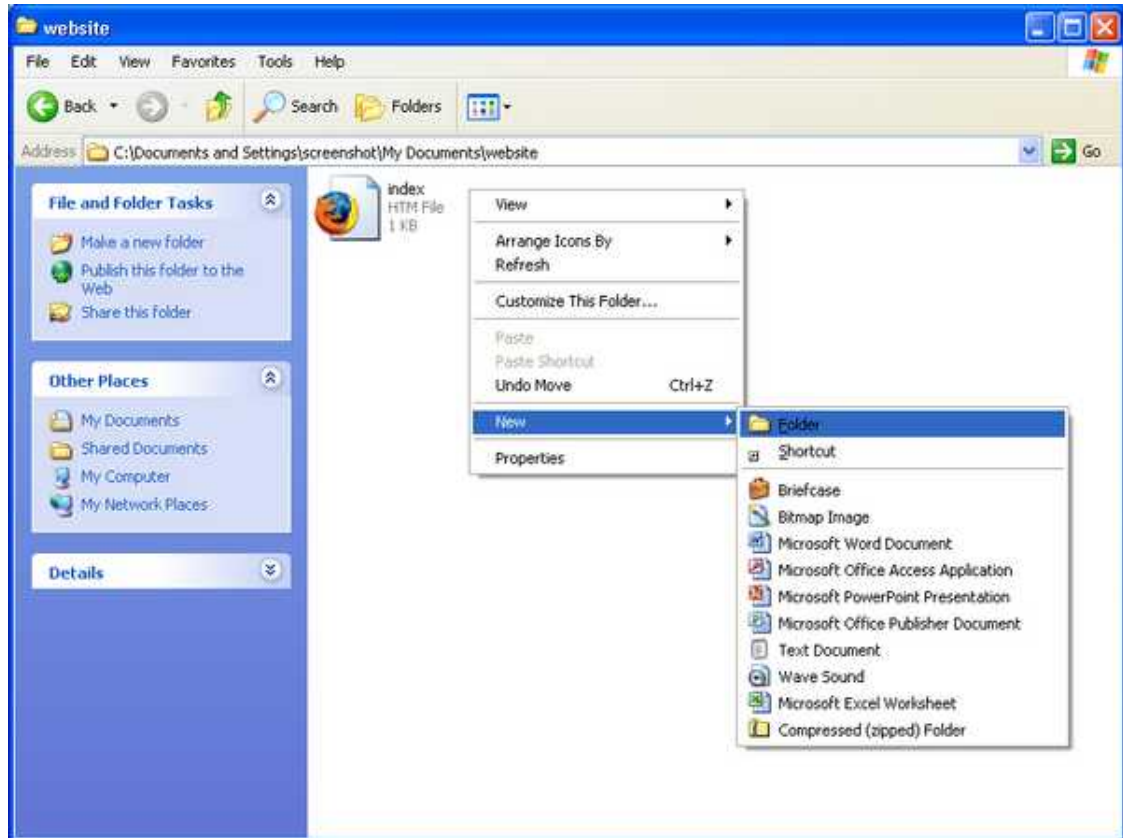 website
File Edit View Favorites Tools Help
Back Search Folders
Address C:\Documents and Settings\screenshot\My Documents\website Go
File and Folder Tasks
Make a new folder
Publish this folder to the
Web
Share this folder
Other Places
My Documents
Shared Documents
My Computer
My Network Places
Details
index
HTM File
1 KB
View
Arrange Icons By
Refresh
Customize This Folder...
Paste
Paste Shortcut
Undo Move Ctrl+Z
New
Properties
Folder
Shortcut
Briefcase
Bitmap Image
Microsoft Word Document
Microsoft Office Access Application
Microsoft PowerPoint Presentation
Microsoft Office Publisher Document
Text Document
Wave Sound
Microsoft Excel Worksheet
Compressed (zipped) Folder